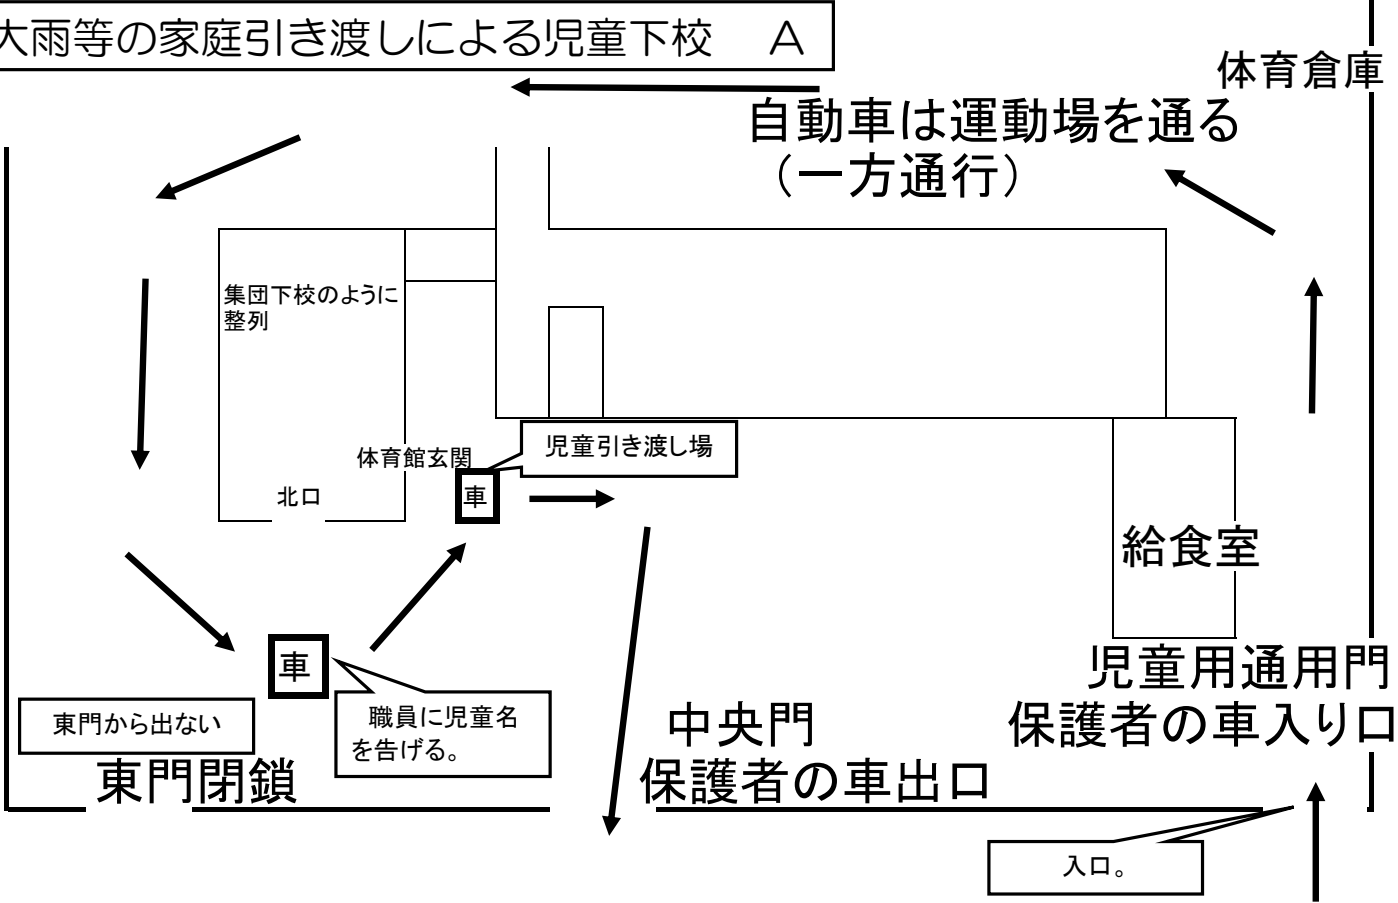 大雨等の家庭引き渡しによる児童下校　A
体育倉庫
自動車は運動場を通る
（一方通行）
集団下校のように
整列
児童引き渡し場
体育館玄関
車
北口
給食室
車
児童用通用門
保護者の車入り口
東門から出ない
職員に児童名
を告げる。
中央門
保護者の車出口
東門閉鎖
入口。